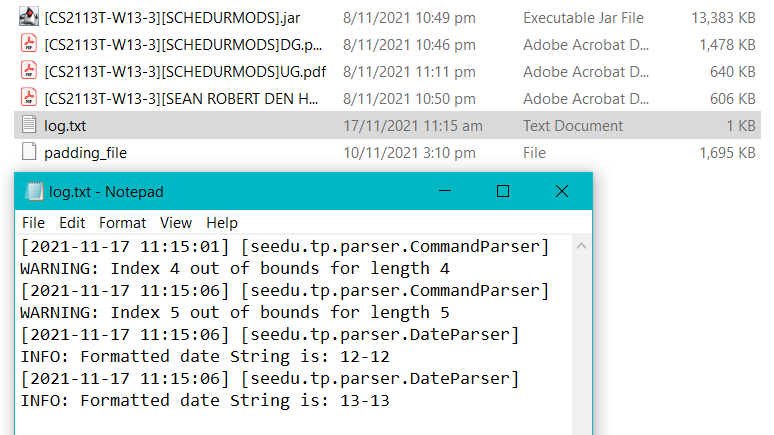 [CS2113T-W13-3][SCHEDURMODS].jar 8/11/2021 10:49 pm Executable Jar File 13,383 KB
[CS2113T-W13-3][SCHEDURMODS]DG.p... 8/11/2021 10:46 pm Adobe Acrobat D... 1,478 KB
[CS2113T-W13-3][SCHEDURMODS]UG.pdf 8/11/2021 11:11 pm Adobe Acrobat D... 640 KB
[CS2113T-W13-3][SEAN ROBERT DEN H... 8/11/2021 10:50 pm Adobe Acrobat D... 606 KB
log.txt 17/11/2021 11:15 am Text Document 1 KB
padding_file 10/11/2021 3:10 pm File 1,695 KB
log.txt - Notepad
File Edit Format View Help
[2021-11-17 11:15:01] [seedu.tp.parser.CommandParser]
WARNING: Index 4 out of bounds for length 4
[2021-11-17 11:15:06] [seedu.tp.parser.CommandParser]
WARNING: Index 5 out of bounds for length 5
[2021-11-17 11:15:06] [seedu.tp.parser.DateParser]
INFO: Formatted date String is: 12-12
[2021-11-17 11:15:06] [seedu.tp.parser.DateParser]
INFO: Formatted date String is: 13-13